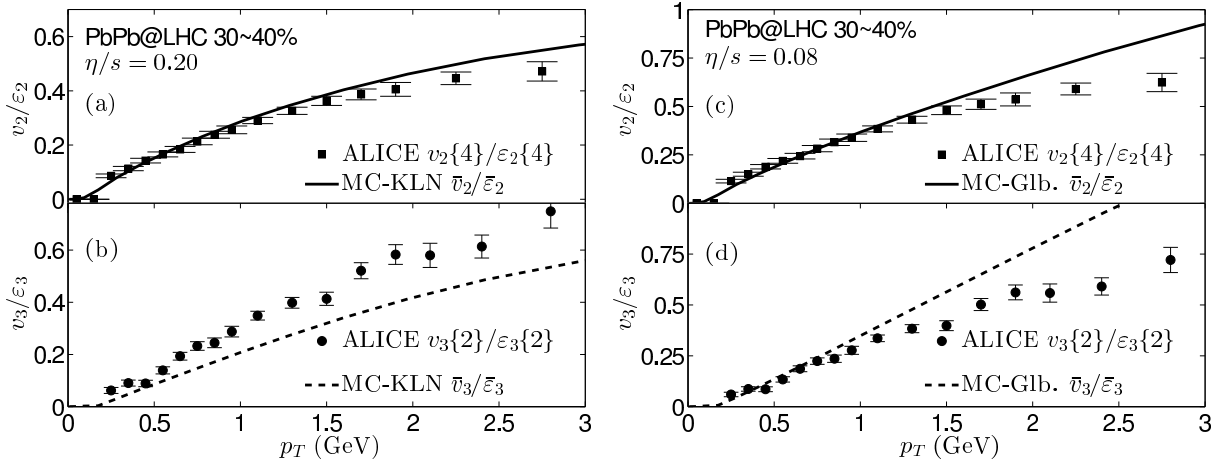 PbPb@LHC 30~40%
η/s = 0.20
(a)
ALICE v₂{4}/ε₂{4}
MC-KLN v̄₂/ε̄₂
v₂/ε₂
0.6
0.4
0.2
0
(b)
ALICE v₃{2}/ε₃{2}
MC-KLN v̄₃/ε̄₃
v₃/ε₃
0.6
0.4
0.2
0
0 0.5 1 1.5 2 2.5 3
p_T (GeV)
PbPb@LHC 30~40%
η/s = 0.08
(c)
ALICE v₂{4}/ε₂{4}
MC-Glb. v̄₂/ε̄₂
v₂/ε₂
1
0.75
0.5
0.25
0
(d)
ALICE v₃{2}/ε₃{2}
MC-Glb. v̄₃/ε̄₃
v₃/ε₃
0.75
0.5
0.25
0
0 0.5 1 1.5 2 2.5 3
p_T (GeV)